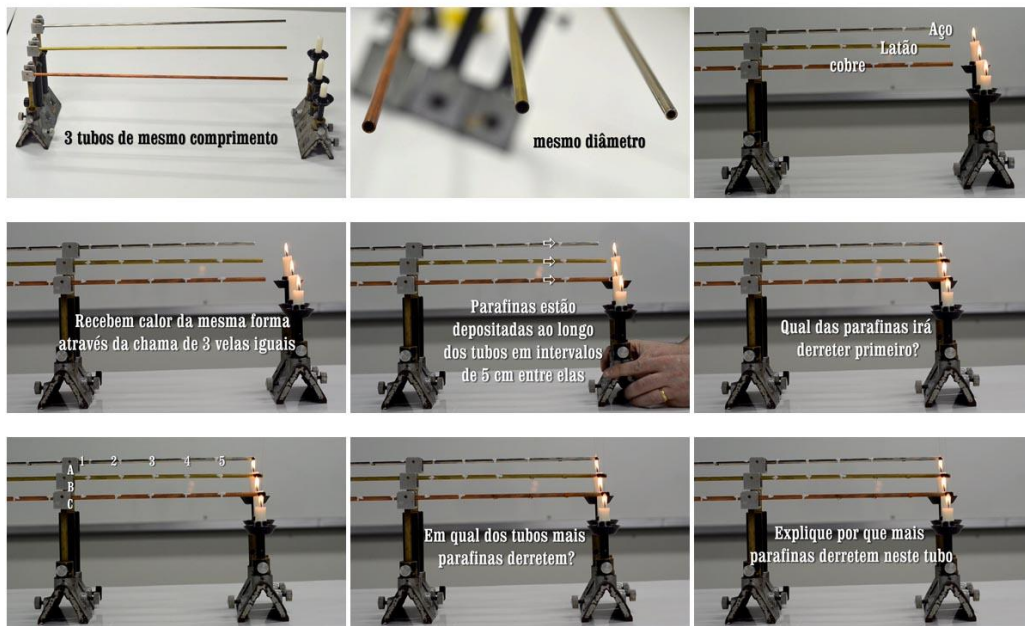 3 tubos de mesmo comprimento
mesmo diâmetro
Aço
Latão
cobre
Recebem calor da mesma forma
através da chama de 3 velas iguais
Parafinas estão
depositadas ao longo
dos tubos em intervalos
de 5 cm entre elas
Qual das parafinas irá
derreter primeiro?
1 2 3 4 5
A
B
C
Em qual dos tubos mais
parafinas derretem?
Explique por que mais
parafinas derretem neste tubo